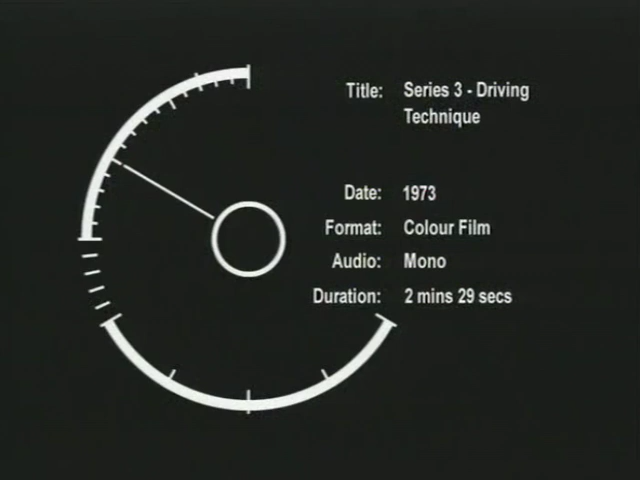 Title: Series 3 - Driving
Technique
Date: 1973
Format: Colour Film
Audio: Mono
Duration: 2 mins 29 secs